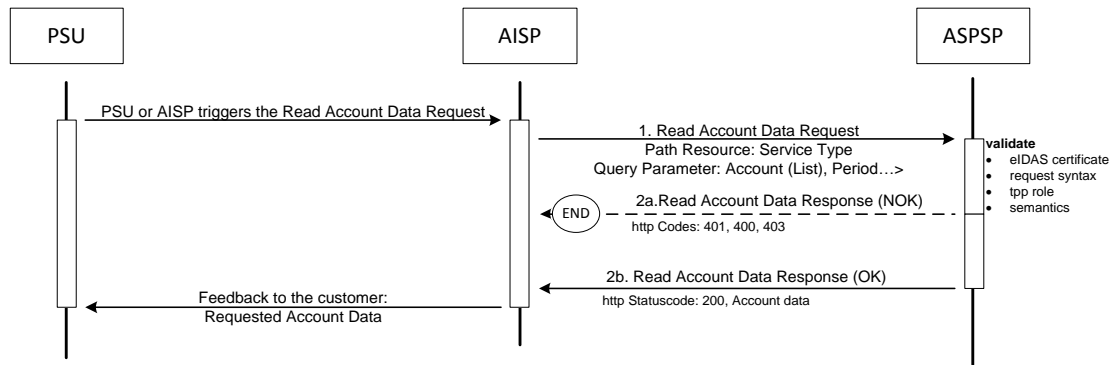 PSU
AISP
ASPSP
PSU or AISP triggers the Read Account Data Request
1. Read Account Data Request
Path Resource: Service Type
Query Parameter: Account (List), Period…>
validate
• eIDAS certificate
• request syntax
• tpp role
• semantics
2a.Read Account Data Response (NOK)
END
http Codes: 401, 400, 403
2b. Read Account Data Response (OK)
http Statuscode: 200, Account data
Feedback to the customer:
Requested Account Data